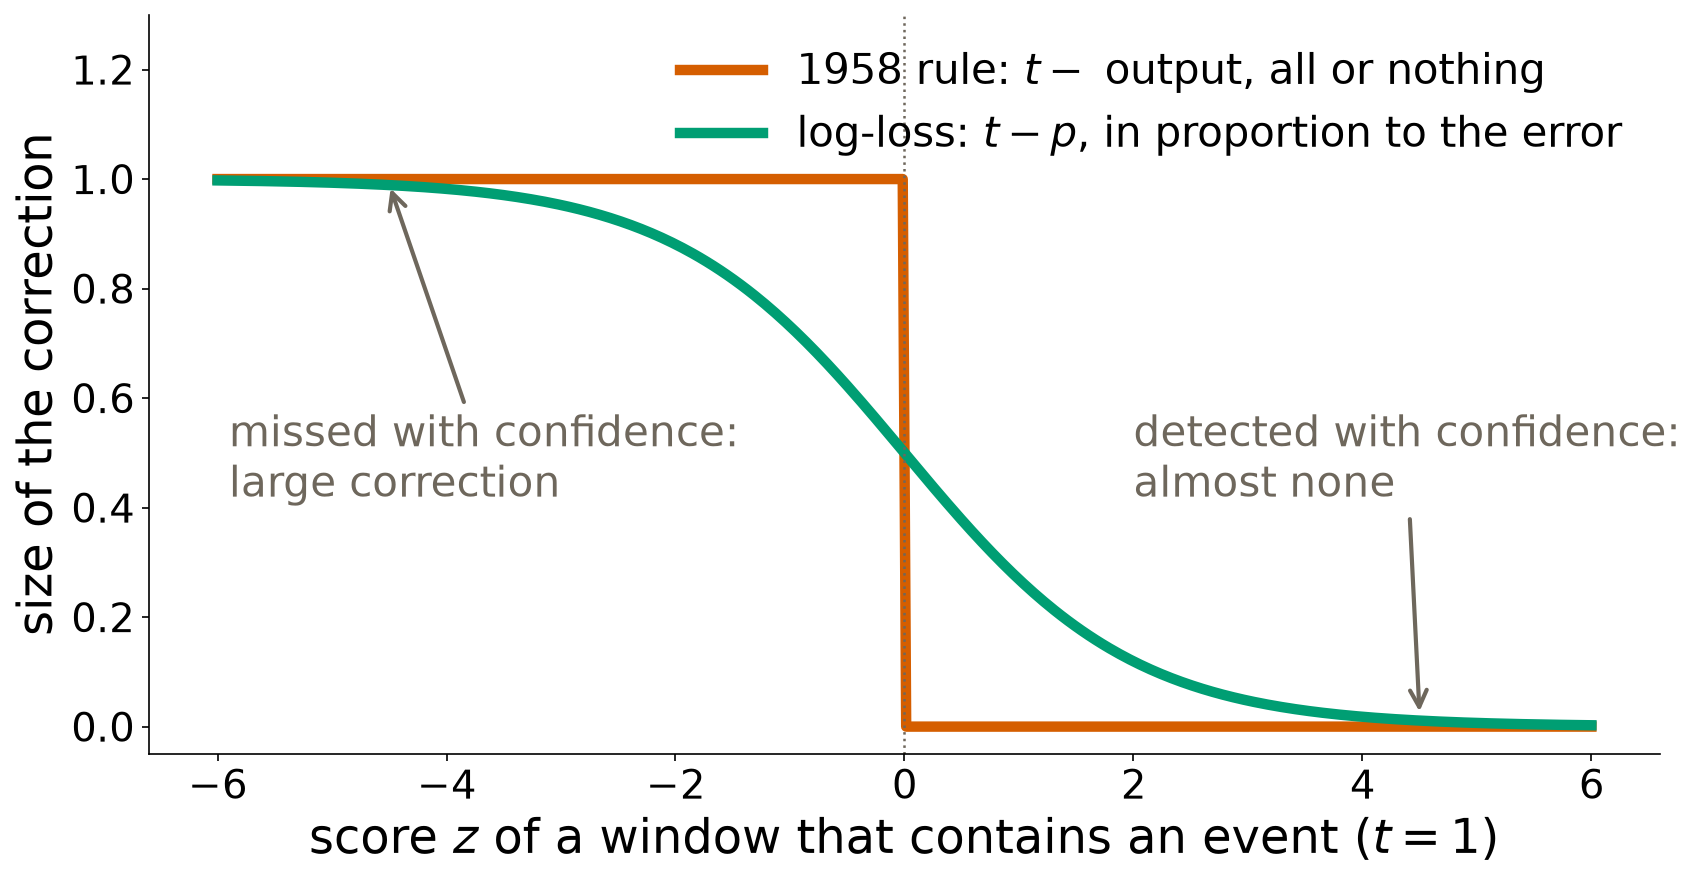 1958 rule: t − output, all or nothing
log-loss: t − p, in proportion to the error
size of the correction
1.2
1.0
0.8
0.6
0.4
0.2
0.0
missed with confidence:
large correction
detected with confidence:
almost none
−6 −4 −2 0 2 4 6
score z of a window that contains an event (t = 1)